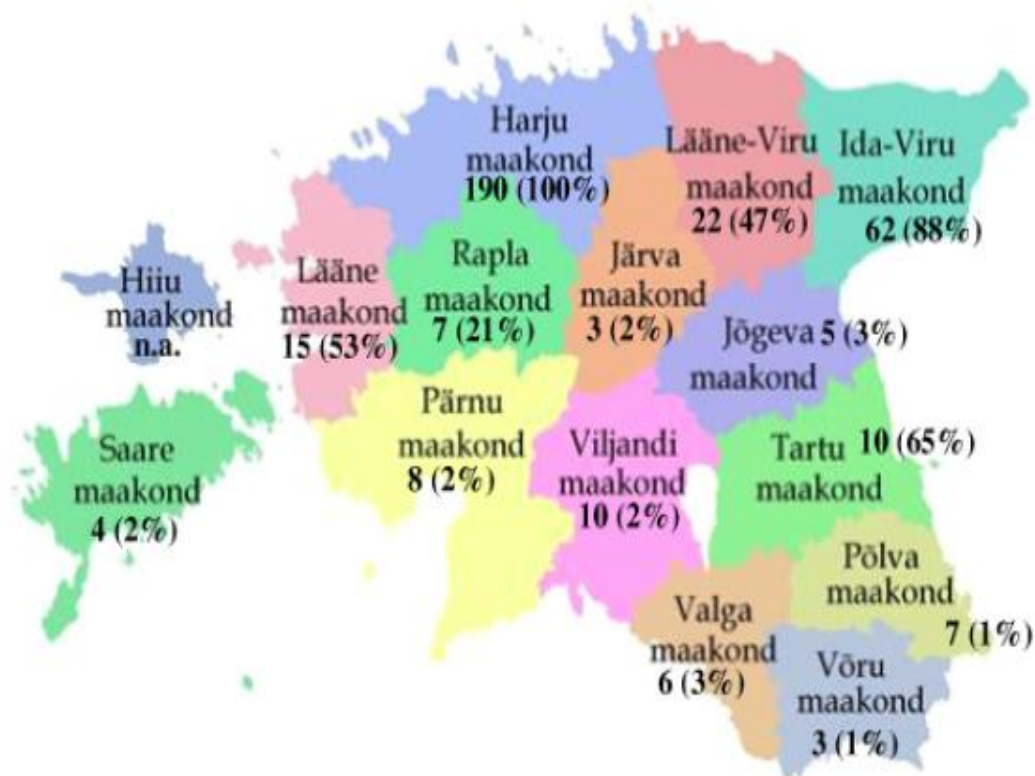 Harju
maakond
190 (100%)
Lääne-Viru
maakond
22 (47%)
Ida-Viru
maakond
62 (88%)
Hiiu
maakond
n.a.
Lääne
maakond
15 (53%)
Rapla
maakond
7 (21%)
Järva
maakond
3 (2%)
Jõgeva 5 (3%)
maakond
Saare
maakond
4 (2%)
Pärnu
maakond
8 (2%)
Viljandi
maakond
10 (2%)
Tartu 10 (65%)
maakond
Põlva
maakond
7 (1%)
Valga
maakond
6 (3%)
Võru
maakond
3 (1%)